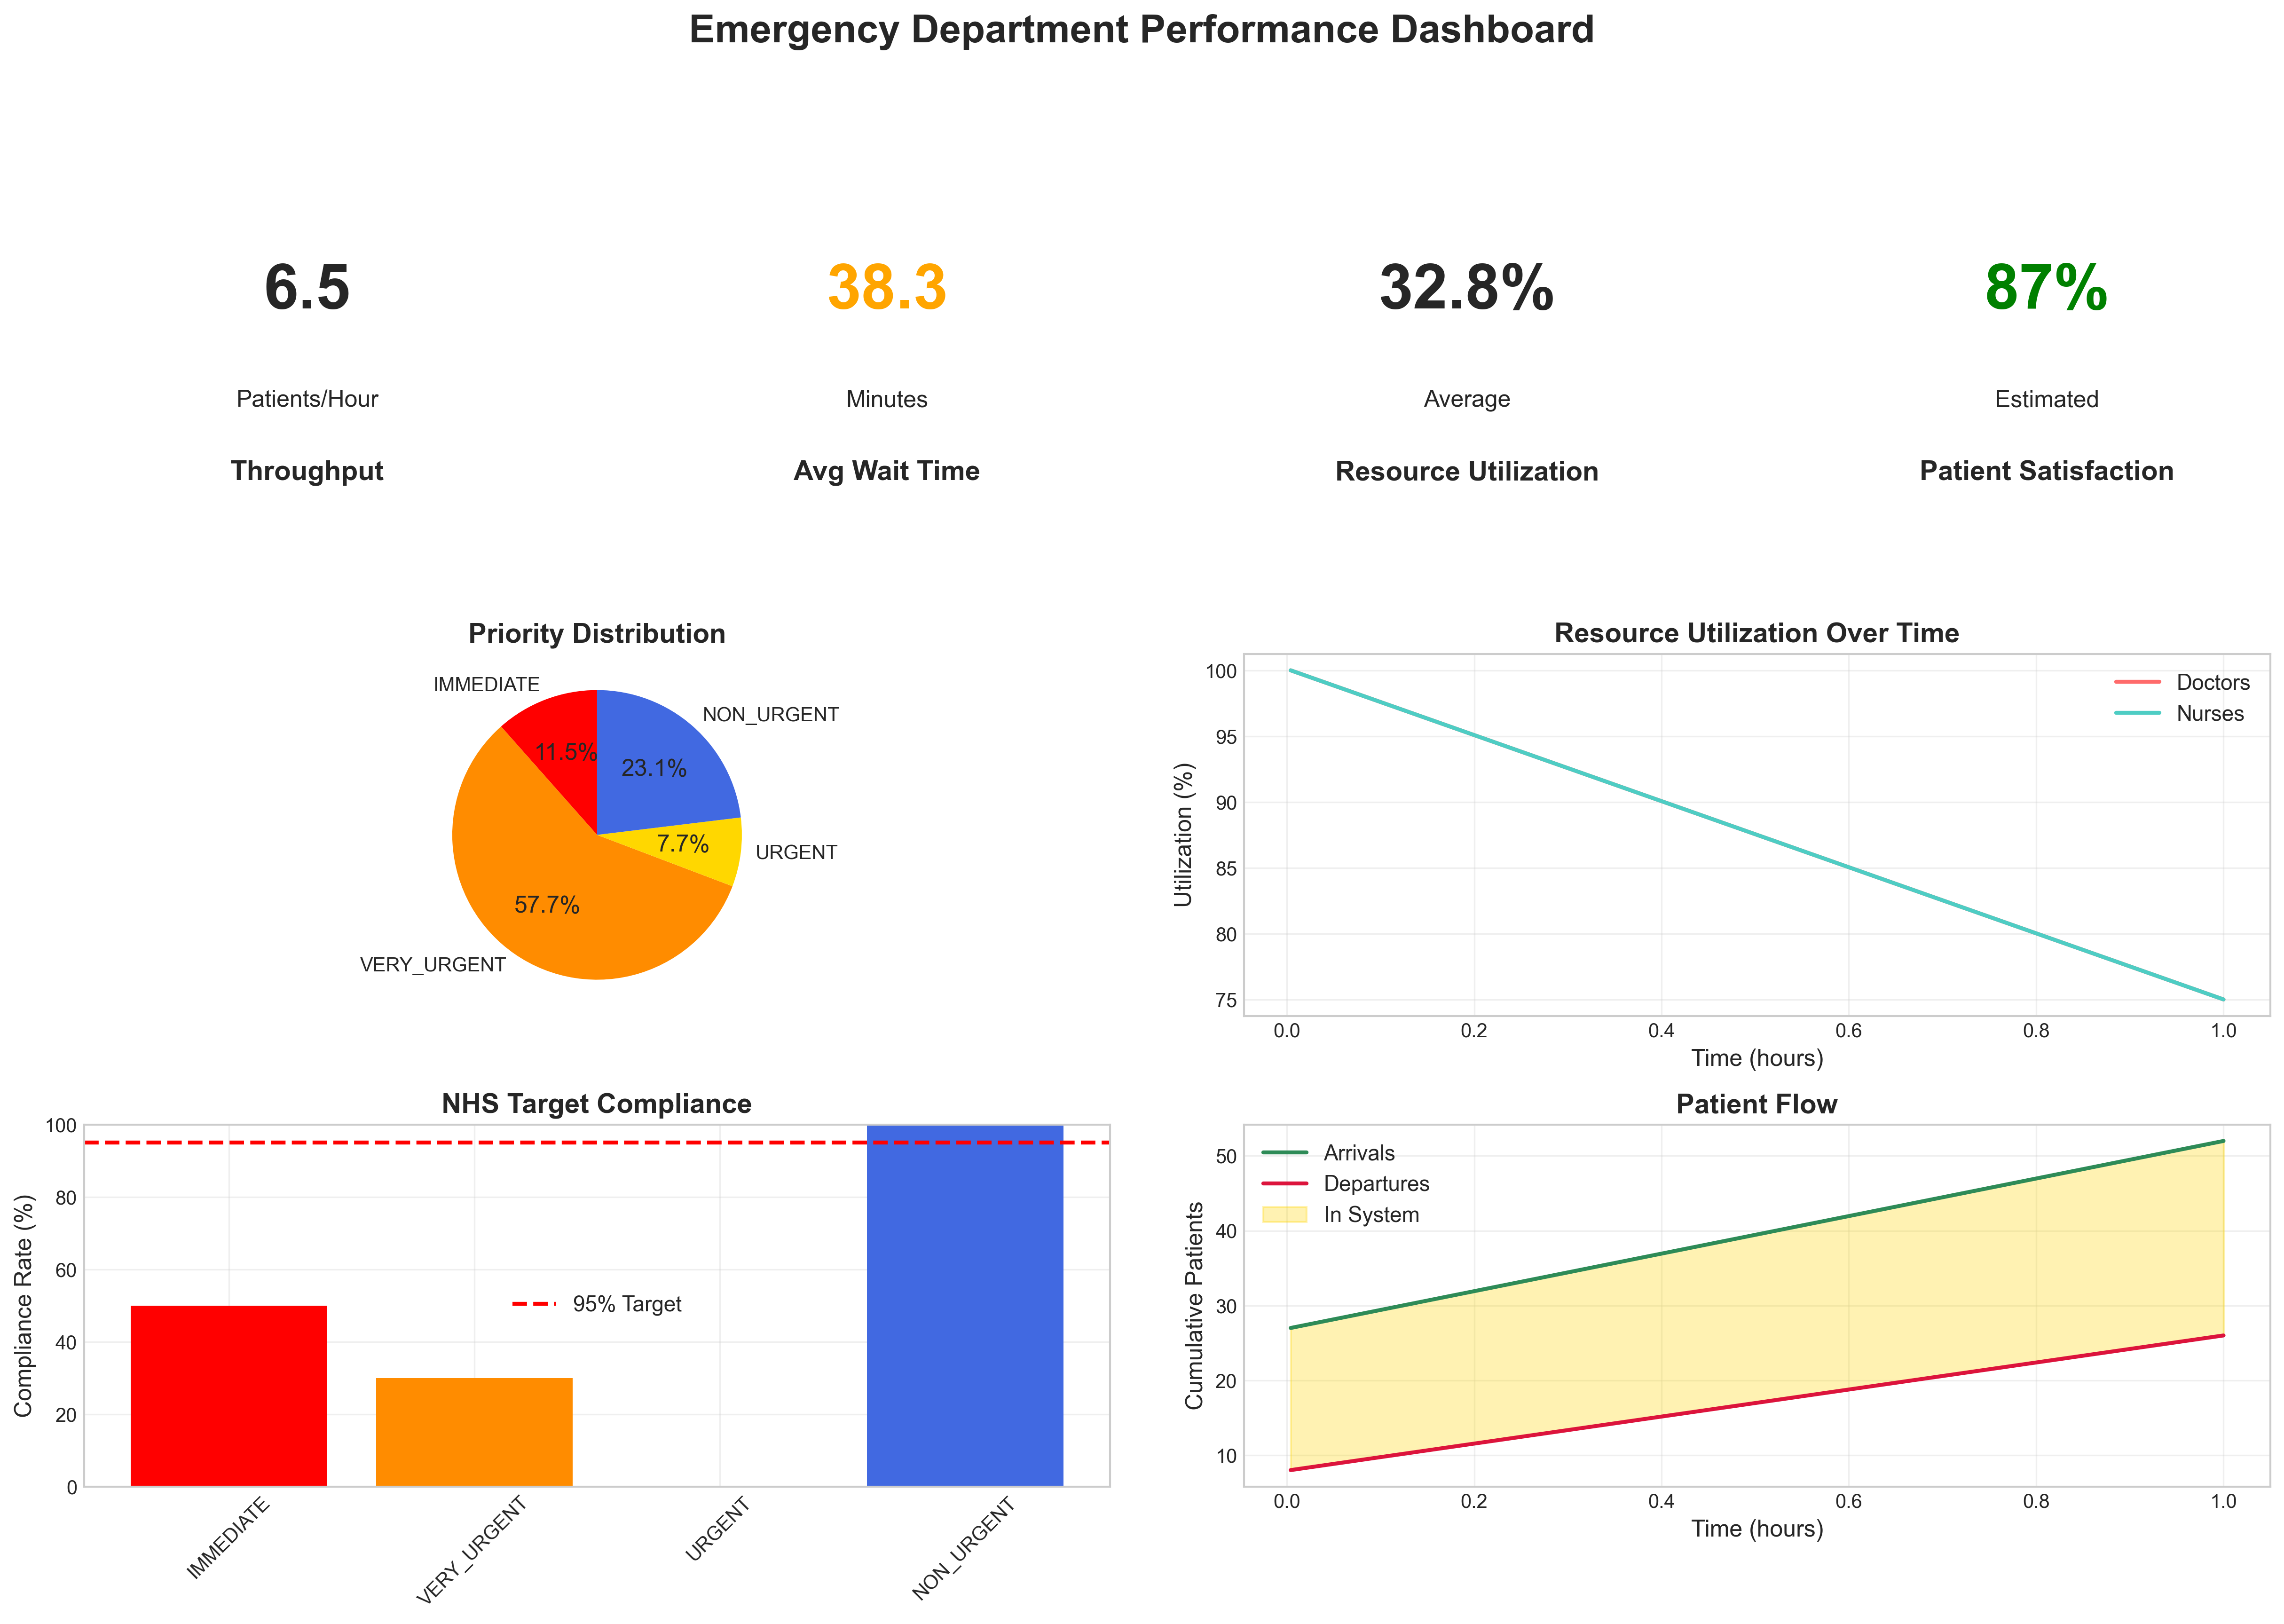 Emergency Department Performance Dashboard
6.5
38.3
32.8%
87%
Patients/Hour
Minutes
Average
Estimated
Throughput
Avg Wait Time
Resource Utilization
Patient Satisfaction
Priority Distribution
IMMEDIATE
NON_URGENT
11.5%
23.1%
7.7%
URGENT
57.7%
VERY_URGENT
Resource Utilization Over Time
Doctors
Nurses
100
95
90
85
80
75
Utilization (%)
0.0
0.2
0.4
0.6
0.8
1.0
Time (hours)
NHS Target Compliance
100
80
60
40
20
0
Compliance Rate (%)
95% Target
IMMEDIATE
VERY_URGENT
URGENT
NON_URGENT
Patient Flow
Arrivals
Departures
In System
50
40
30
20
10
Cumulative Patients
0.0
0.2
0.4
0.6
0.8
1.0
Time (hours)